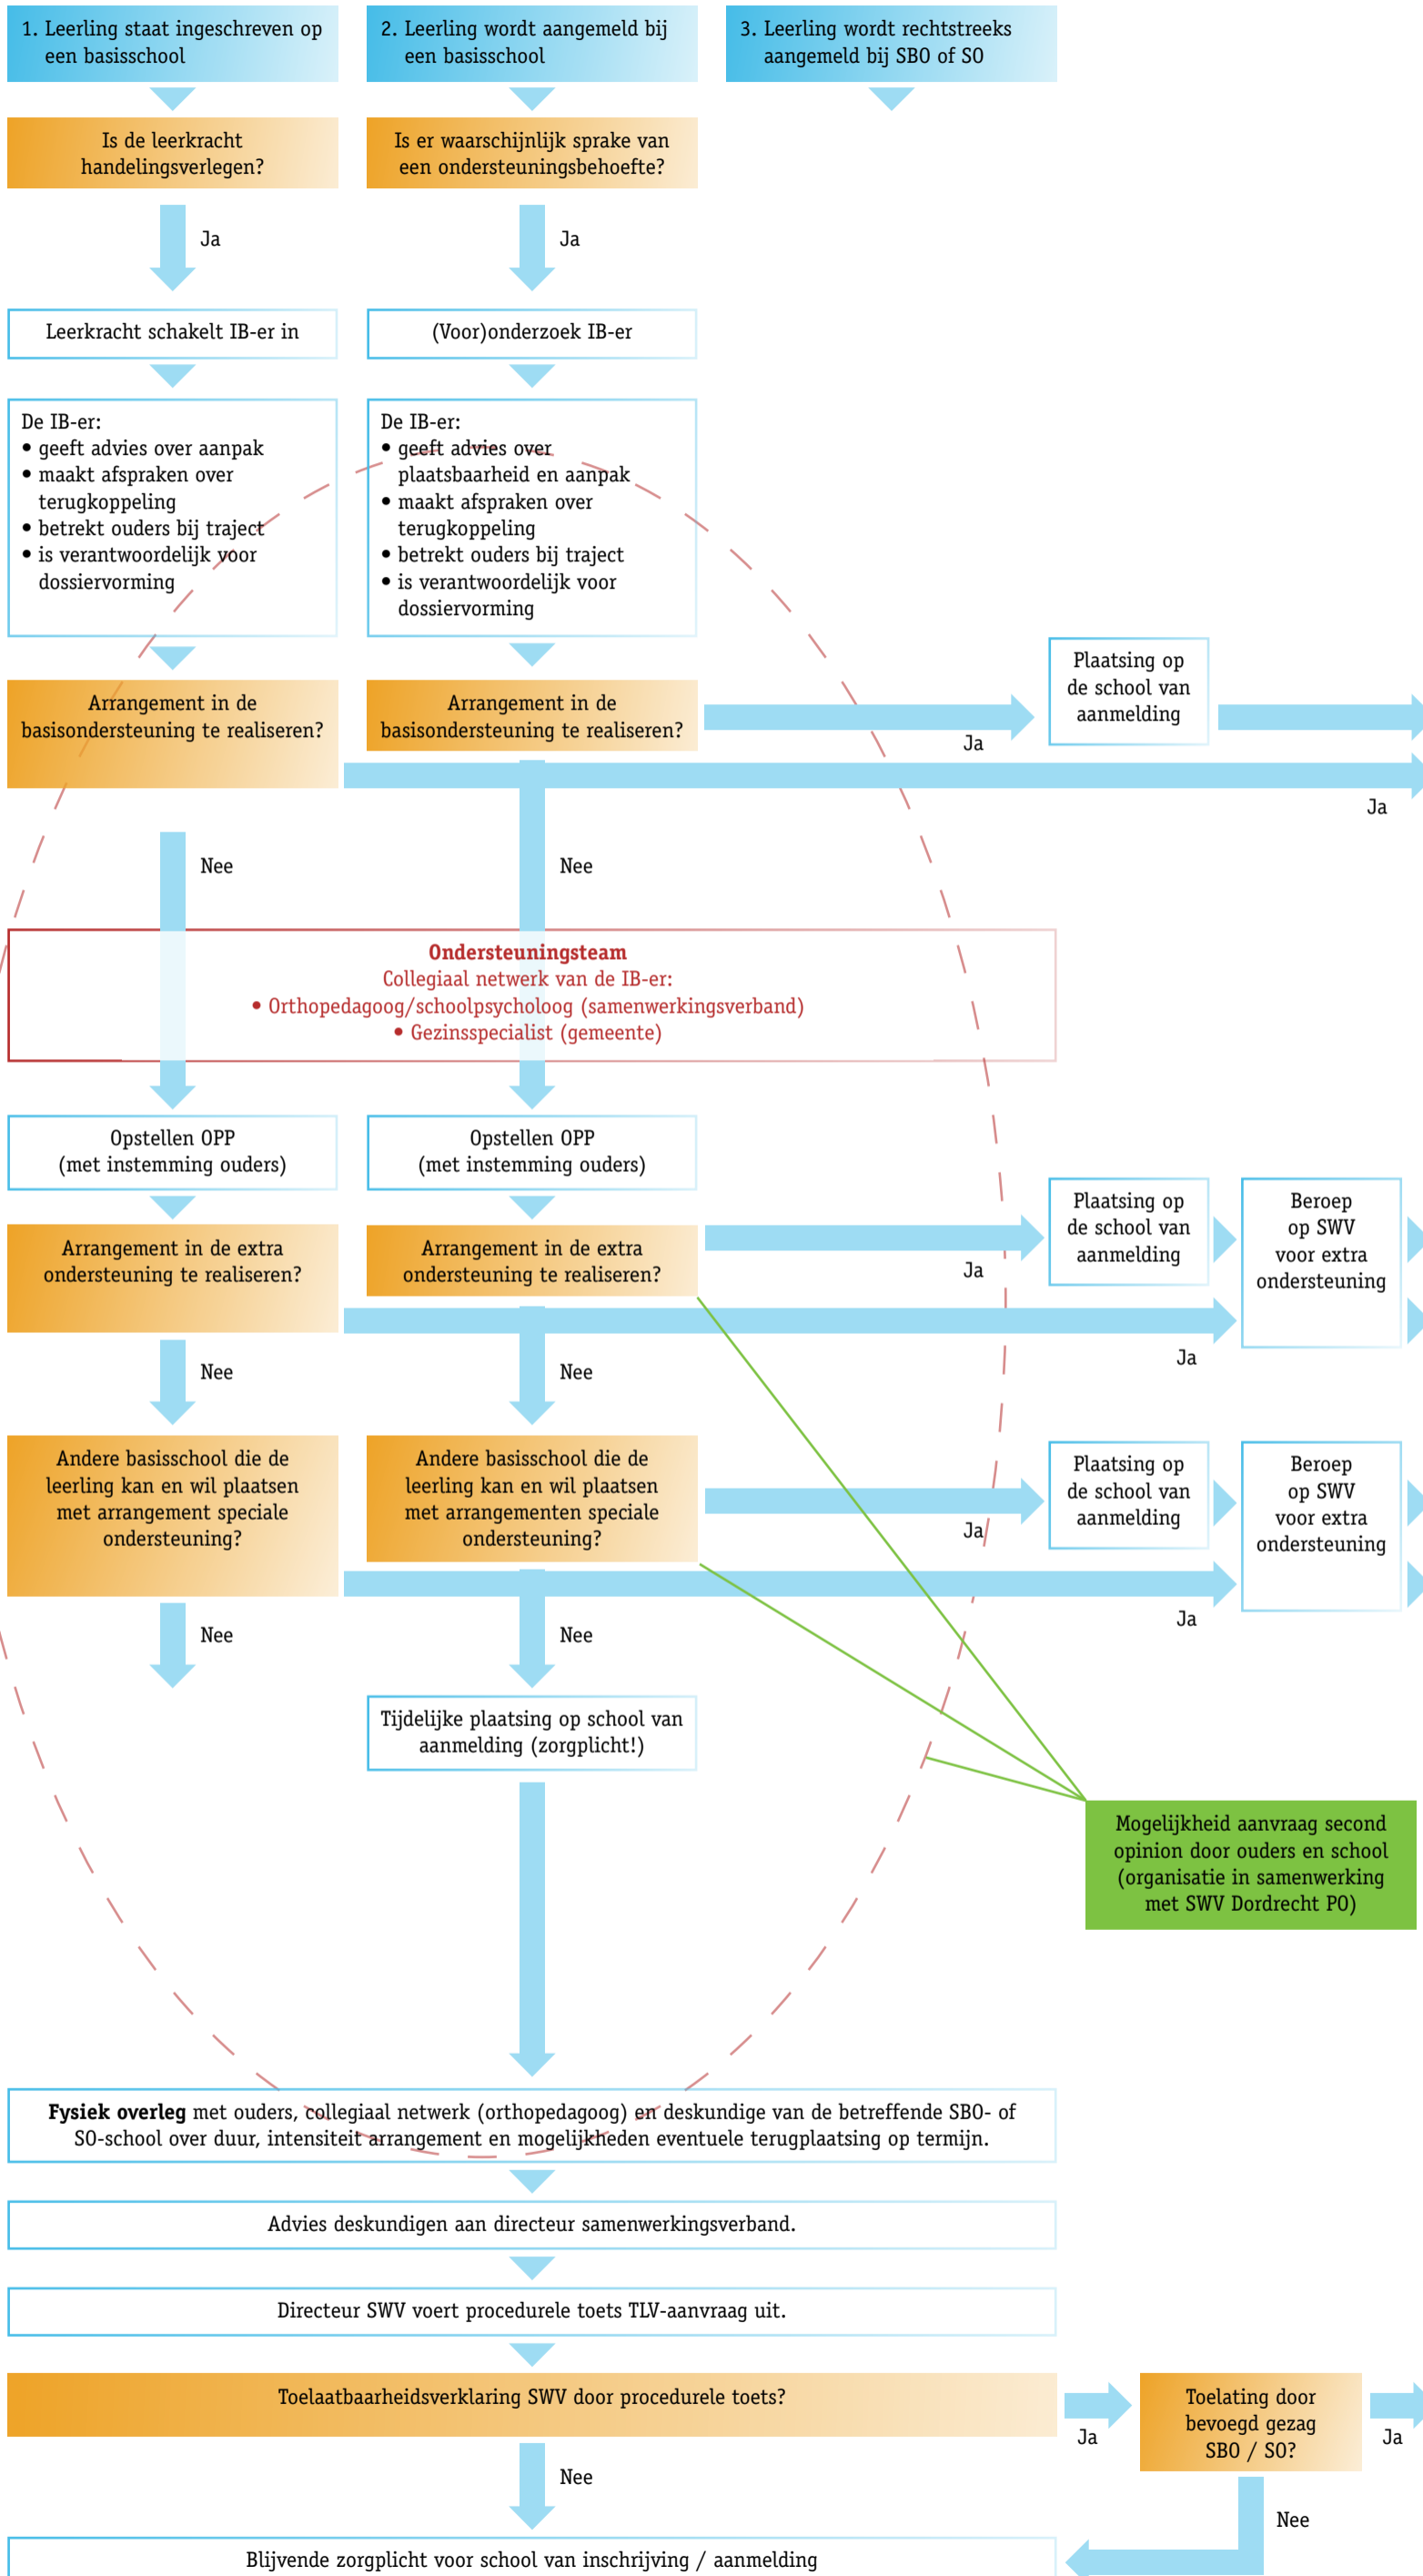 1. Leerling staat ingeschreven op
een basisschool
2. Leerling wordt aangemeld bij
een basisschool
3. Leerling wordt rechtstreeks
aangemeld bij SBO of SO
Is de leerkracht
handelingsverlegen?
Is er waarschijnlijk sprake van
een ondersteuningsbehoefte?
Ja
Ja
Leerkracht schakelt IB-er in
(Voor)onderzoek IB-er
De IB-er:
• geeft advies over aanpak
• maakt afspraken over
terugkoppeling
• betrekt ouders bij traject
• is verantwoordelijk voor
dossiervorming
De IB-er:
• geeft advies over
plaatsbaarheid en aanpak
• maakt afspraken over
terugkoppeling
• betrekt ouders bij traject
• is verantwoordelijk voor
dossiervorming
Arrangement in de
basisondersteuning te realiseren?
Arrangement in de
basisondersteuning te realiseren?
Ja
Plaatsing op
de school van
aanmelding
Ja
Nee
Nee
Ondersteuningsteam
Collegiaal netwerk van de IB-er:
• Orthopedagoog/schoolpsycholoog (samenwerkingsverband)
• Gezinsspecialist (gemeente)
Opstellen OPP
(met instemming ouders)
Opstellen OPP
(met instemming ouders)
Arrangement in de extra
ondersteuning te realiseren?
Arrangement in de extra
ondersteuning te realiseren?
Ja
Plaatsing op
de school van
aanmelding
Beroep
op SWV
voor extra
ondersteuning
Ja
Nee
Nee
Andere basisschool die de
leerling kan en wil plaatsen
met arrangement speciale
ondersteuning?
Andere basisschool die de
leerling kan en wil plaatsen
met arrangementen speciale
ondersteuning?
Ja
Plaatsing op
de school van
aanmelding
Beroep
op SWV
voor extra
ondersteuning
Ja
Nee
Nee
Tijdelijke plaatsing op school van
aanmelding (zorgplicht!)
Mogelijkheid aanvraag second
opinion door ouders en school
(organisatie in samenwerking
met SWV Dordrecht PO)
Fysiek overleg met ouders, collegiaal netwerk (orthopedagoog) en deskundige van de betreffende SBO- of
SO-school over duur, intensiteit arrangement en mogelijkheden eventuele terugplaatsing op termijn.
Advies deskundigen aan directeur samenwerkingsverband.
Directeur SWV voert procedurele toets TLV-aanvraag uit.
Toelaatbaarheidsverklaring SWV door procedurele toets?
Ja
Toelating door
bevoegd gezag
SBO / SO?
Ja
Nee
Nee
Blijvende zorgplicht voor school van inschrijving / aanmelding